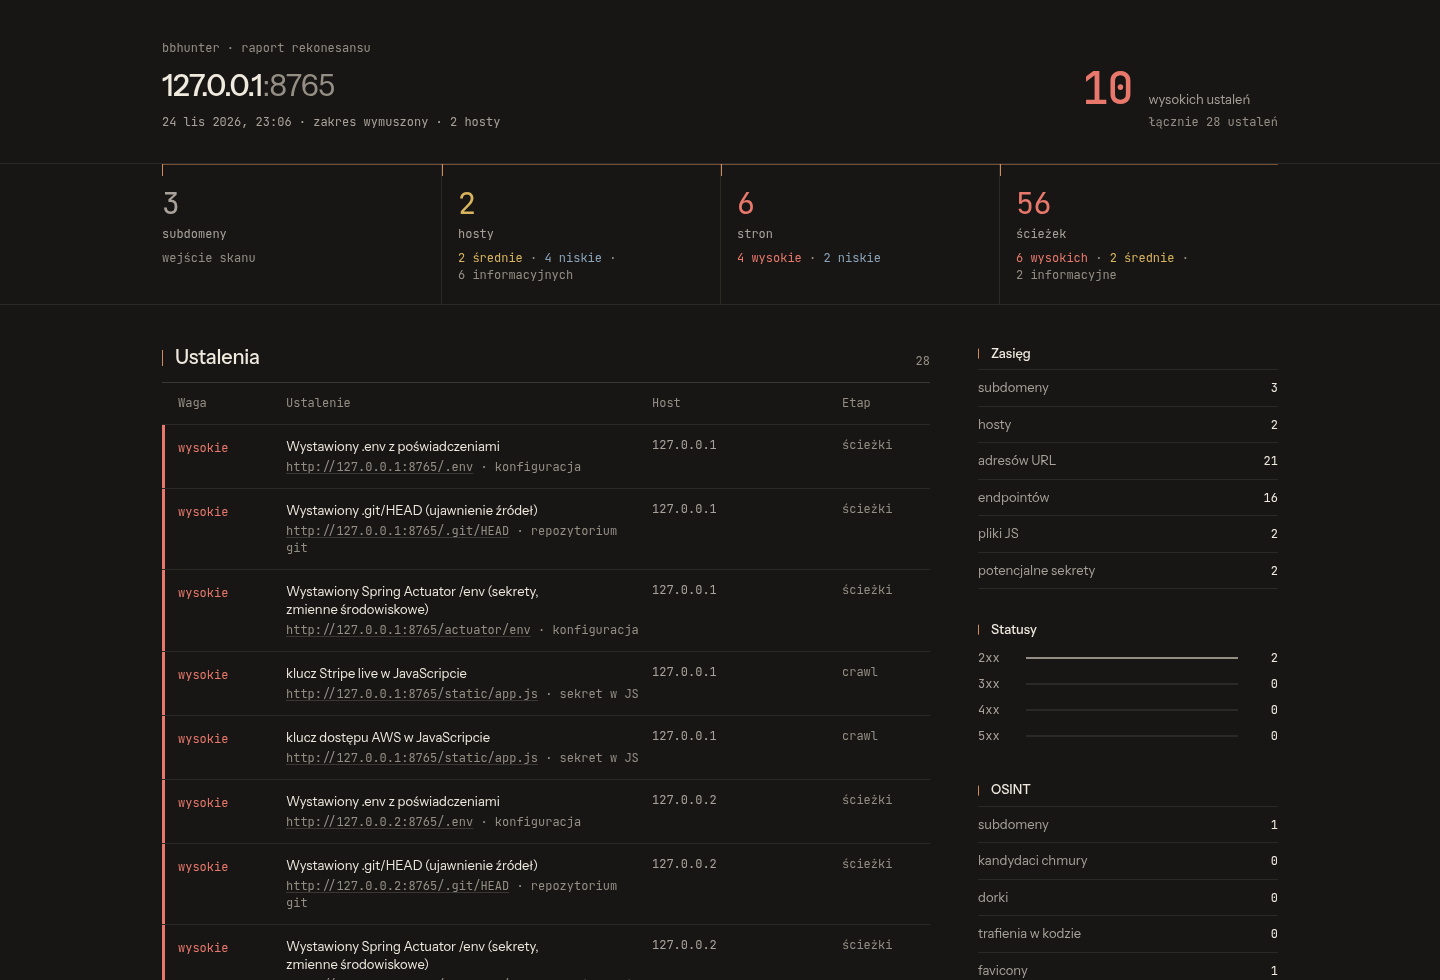 bbhunter · raport rekonesansu
127.0.0.1:8765
24 lis 2026, 23:06 · zakres wymuszony · 2 hosty
10 wysokich ustaleń
łącznie 28 ustaleń
3
subdomeny
wejście skanu
2
hosty
2 średnie · 4 niskie ·
6 informacyjnych
6
stron
4 wysokie · 2 niskie
56
ścieżek
6 wysokich · 2 średnie ·
2 informacyjne
Ustalenia 28
Waga Ustalenie Host Etap
wysokie Wystawiony .env z poświadczeniami 127.0.0.1 ścieżki
http://127.0.0.1:8765/.env · konfiguracja
wysokie Wystawiony .git/HEAD (ujawnienie źródeł) 127.0.0.1 ścieżki
http://127.0.0.1:8765/.git/HEAD · repozytorium
git
wysokie Wystawiony Spring Actuator /env (sekrety, 127.0.0.1 ścieżki
zmienne środowiskowe)
http://127.0.0.1:8765/actuator/env · konfiguracja
wysokie klucz Stripe live w JavaScripcie 127.0.0.1 crawl
http://127.0.0.1:8765/static/app.js · sekret w JS
wysokie klucz dostępu AWS w JavaScripcie 127.0.0.1 crawl
http://127.0.0.1:8765/static/app.js · sekret w JS
wysokie Wystawiony .env z poświadczeniami 127.0.0.2 ścieżki
http://127.0.0.2:8765/.env · konfiguracja
wysokie Wystawiony .git/HEAD (ujawnienie źródeł) 127.0.0.2 ścieżki
http://127.0.0.2:8765/.git/HEAD · repozytorium
git
wysokie Wystawiony Spring Actuator /env (sekrety, 127.0.0.2 ścieżki
zmienne środowiskowe)
Zasięg
subdomeny 3
hosty 2
adresów URL 21
endpointów 16
pliki JS 2
potencjalne sekrety 2
Statusy
2xx 2
3xx 0
4xx 0
5xx 0
OSINT
subdomeny 1
kandydaci chmury 0
dorki 0
trafienia w kodzie 0
favicony 1